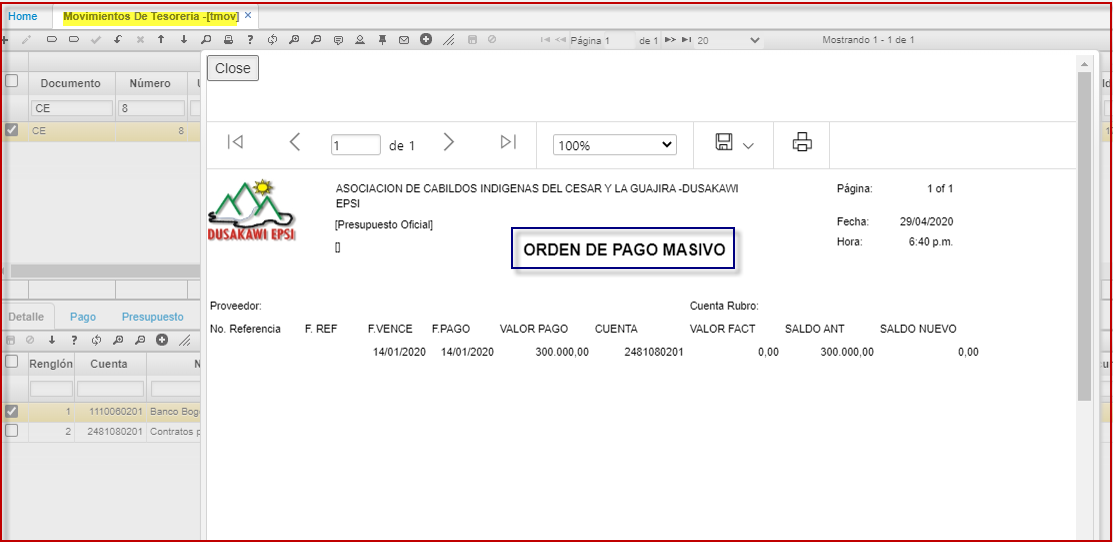 Home Movimientos De Tesoreria -[tmov] ×
Página 1 de 1 20 Mostrando 1 - 1 de 1
Close
Documento Número
CE 8
CE 8
1 de 1 100%
DUSAKAWI EPSI
ASOCIACION DE CABILDOS INDIGENAS DEL CESAR Y LA GUAJIRA -DUSAKAWI
EPSI
[Presupuesto Oficial]
[]
Página: 1 of 1
Fecha: 29/04/2020
Hora: 6:40 p.m.
ORDEN DE PAGO MASIVO
Proveedor: Cuenta Rubro:
No. Referencia F. REF F.VENCE F.PAGO VALOR PAGO CUENTA VALOR FACT SALDO ANT SALDO NUEVO
14/01/2020 14/01/2020 300.000,00 2481080201 0,00 300.000,00 0,00
Detalle Pago Presupuesto
Renglón Cuenta N
1 1110060201 Banco Bog
2 2481080201 Contratos p